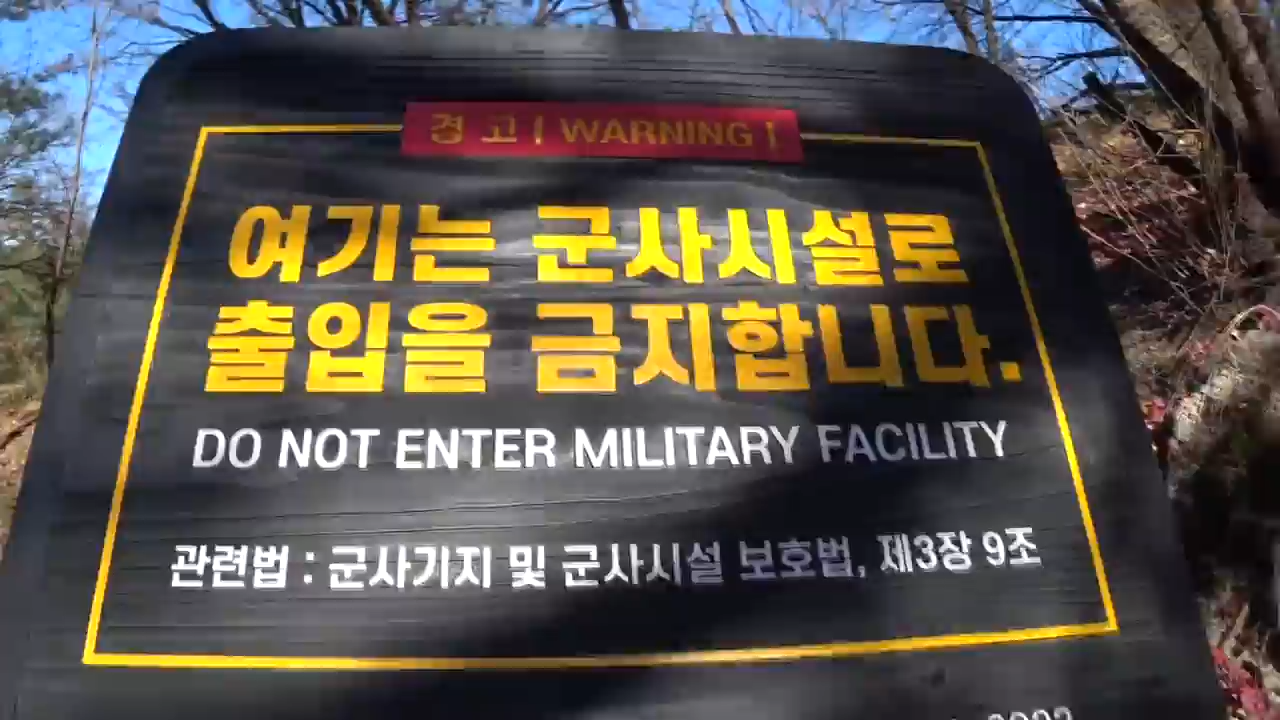 경 고 | WARNING |
여기는 군사시설로
출입을 금지합니다.
DO NOT ENTER MILITARY FACILITY
관련법 : 군사기지 및 군사시설 보호법, 제3장 9조